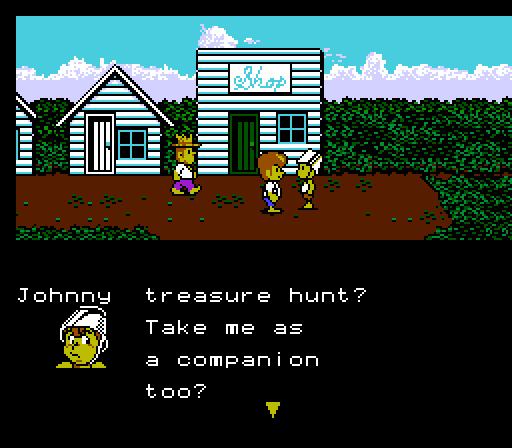 Shop
Johnny treasure hunt?
Take me as
a companion
too?